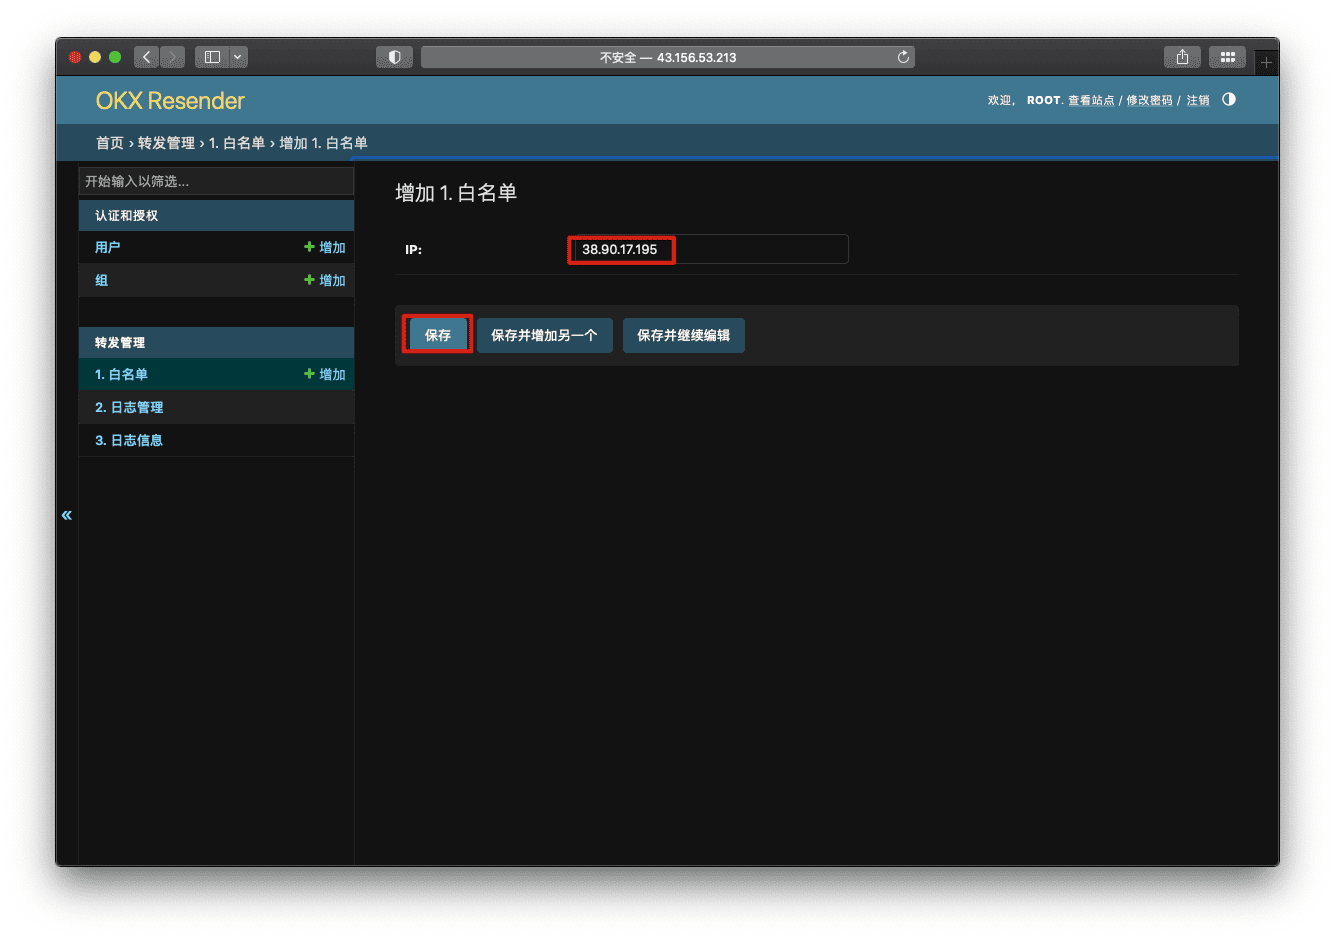 不安全 — 43.156.53.213
OKX Resender
欢迎， ROOT. 查看站点 / 修改密码 / 注销
首页 › 转发管理 › 1. 白名单 › 增加 1. 白名单
开始输入以筛选...
认证和授权
用户 增加
组 增加
转发管理
1. 白名单 增加
2. 日志管理
3. 日志信息
«
增加 1. 白名单
IP: 38.90.17.195
保存 保存并增加另一个 保存并继续编辑